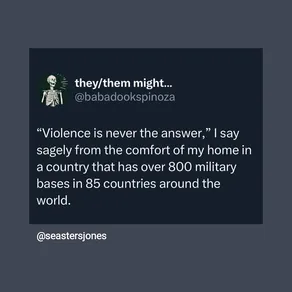 they/them might...
@babadookspinoza
“Violence is never the answer,” I say
sagely from the comfort of my home in
a country that has over 800 military
bases in 85 countries around the
world.
@seastersjones